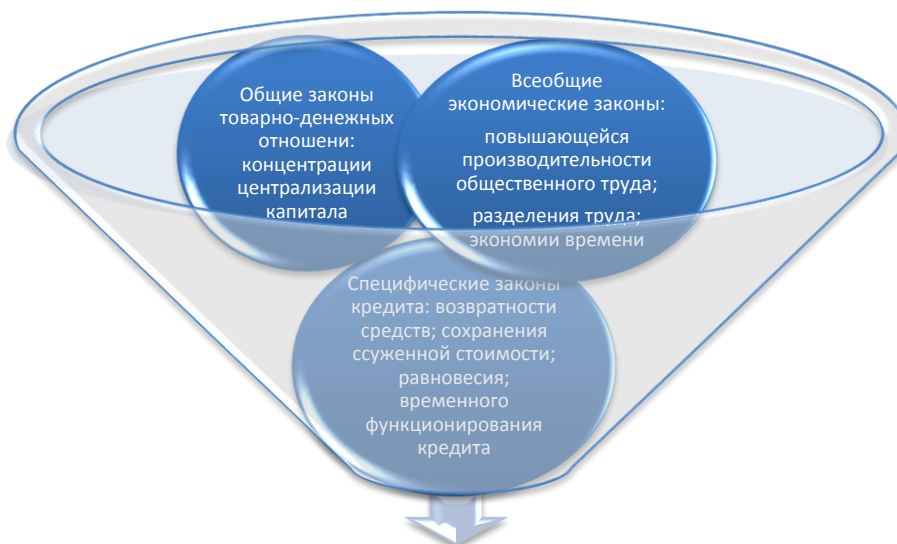 Общие законы
товарно-денежных
отношени:
концентрации
централизации
капитала
Всеобщие
экономические законы:
повышающейся
производительности
общественного труда;
разделения труда;
экономии времени
Специфические законы
кредита: возвратности
средств; сохранения
ссуженной стоимости;
равновесия;
временного
функционирования
кредита